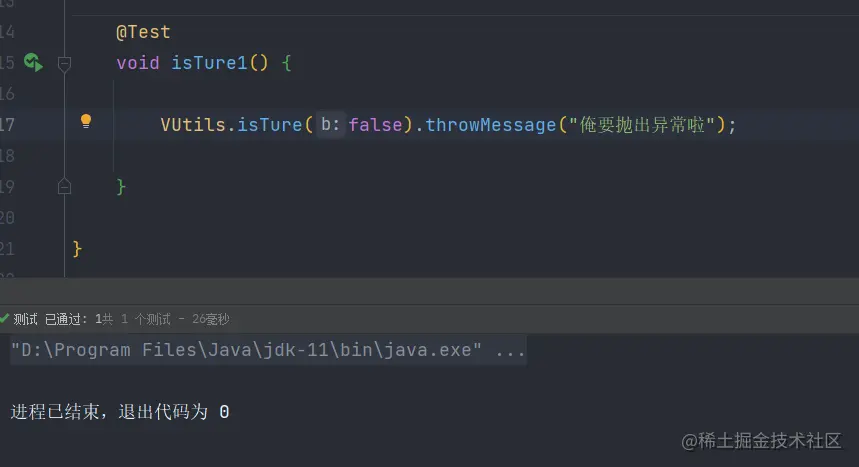 13
14 @Test
15 void isTure1() {
16
17 VUtils.isTure( b: false).throwMessage("俺要抛出异常啦");
18
19 }
20
21 }
测试 已通过: 1共 1 个测试 - 26毫秒
"D:\Program Files\Java\jdk-11\bin\java.exe" ...
进程已结束，退出代码为 0
@稀土掘金技术社区